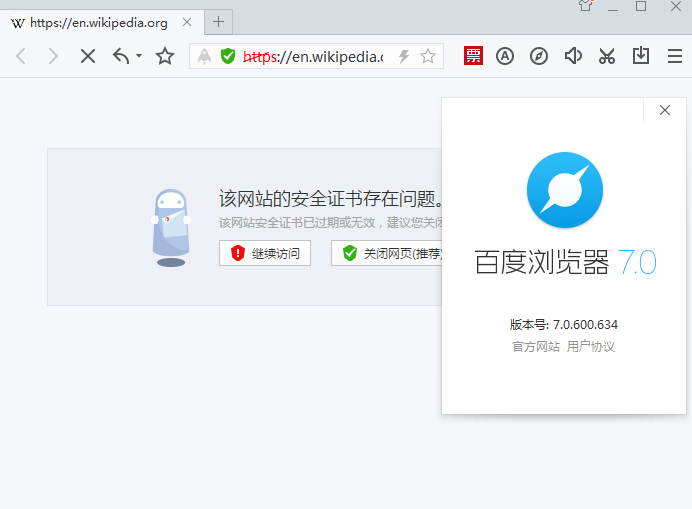 https://en.wikipedia.org
https://en.wikipedia.
票
该网站的安全证书存在问题。
该网站安全证书已过期或无效，建议您关闭
继续访问
关闭网页(推荐)
百度浏览器 7.0
版本号: 7.0.600.634
官方网站 用户协议